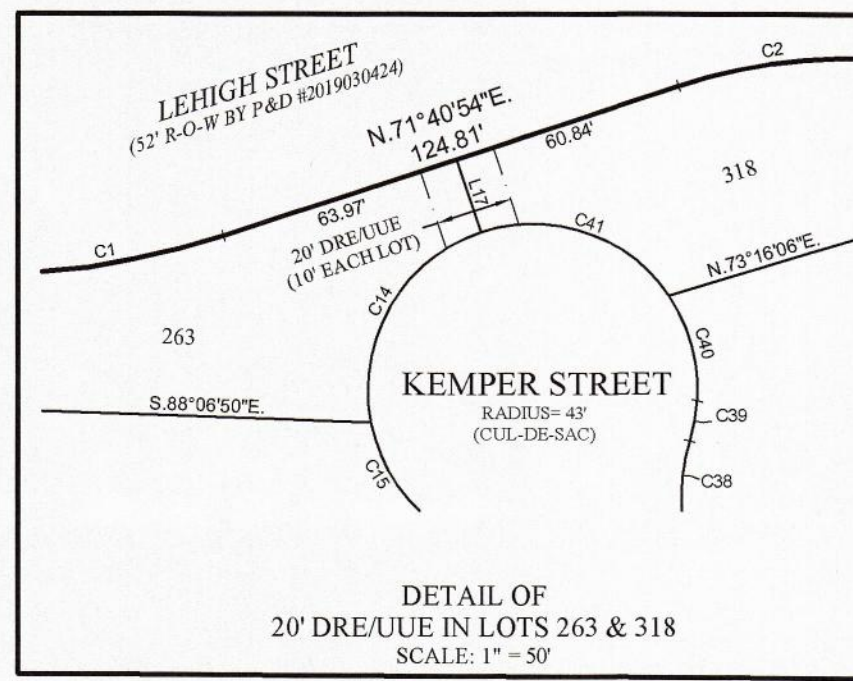 LEHIGH STREET
(52' R-O-W BY P&D #2019030424)
C2
N.71°40'54"E.
124.81'
60.84'
318
L17
63.97'
20' DRE/UUE
(10' EACH LOT)
C1
C41
N.73°16'06"E.
C14
263
C40
KEMPER STREET
RADIUS= 43'
(CUL-DE-SAC)
S.88°06'50"E.
C39
C15
C38
DETAIL OF
20' DRE/UUE IN LOTS 263 & 318
SCALE: 1" = 50'